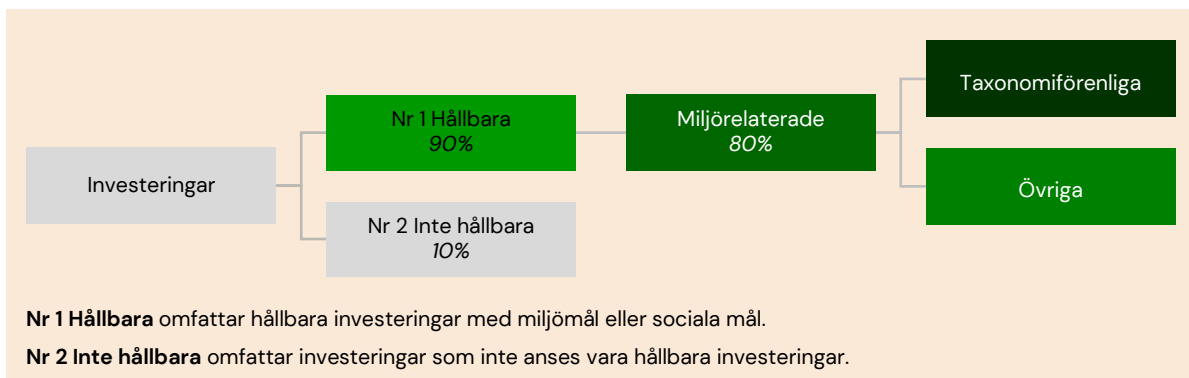 Investeringar
Nr 1 Hållbara
90%
Nr 2 Inte hållbara
10%
Miljörelaterade
80%
Taxonomiförenliga
Övriga
Nr 1 Hållbara omfattar hållbara investeringar med miljömål eller sociala mål.
Nr 2 Inte hållbara omfattar investeringar som inte anses vara hållbara investeringar.